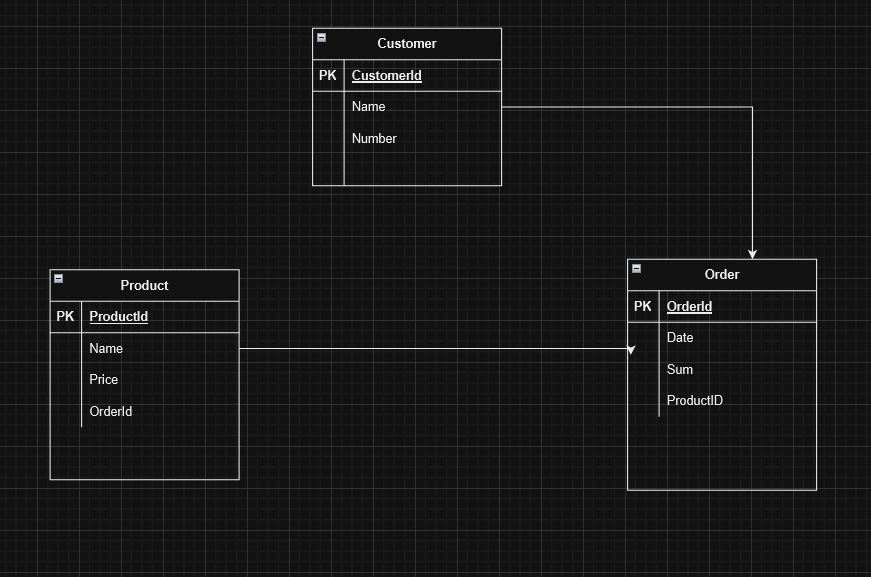 Customer
PK CustomerId
Name
Number
Product
PK ProductId
Name
Price
OrderId
Order
PK OrderId
Date
Sum
ProductID